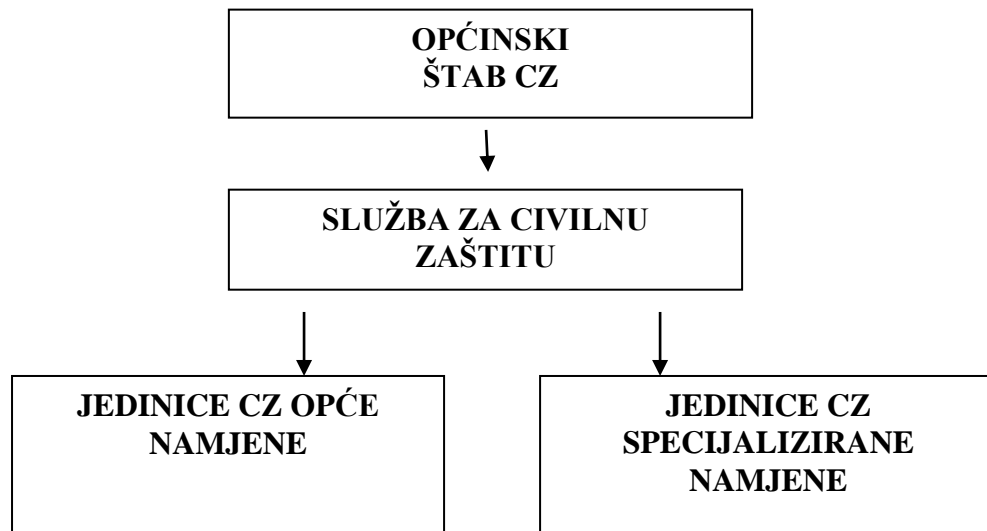 OPĆINSKI
ŠTAB CZ
SLUŽBA ZA CIVILNU
ZAŠTITU
JEDINICE CZ OPĆE
NAMJENE
JEDINICE CZ
SPECIJALIZIRANE
NAMJENE